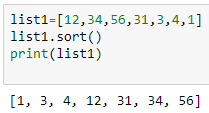 list1=[12,34,56,31,3,4,1]
list1.sort()
print(list1)
[1, 3, 4, 12, 31, 34, 56]